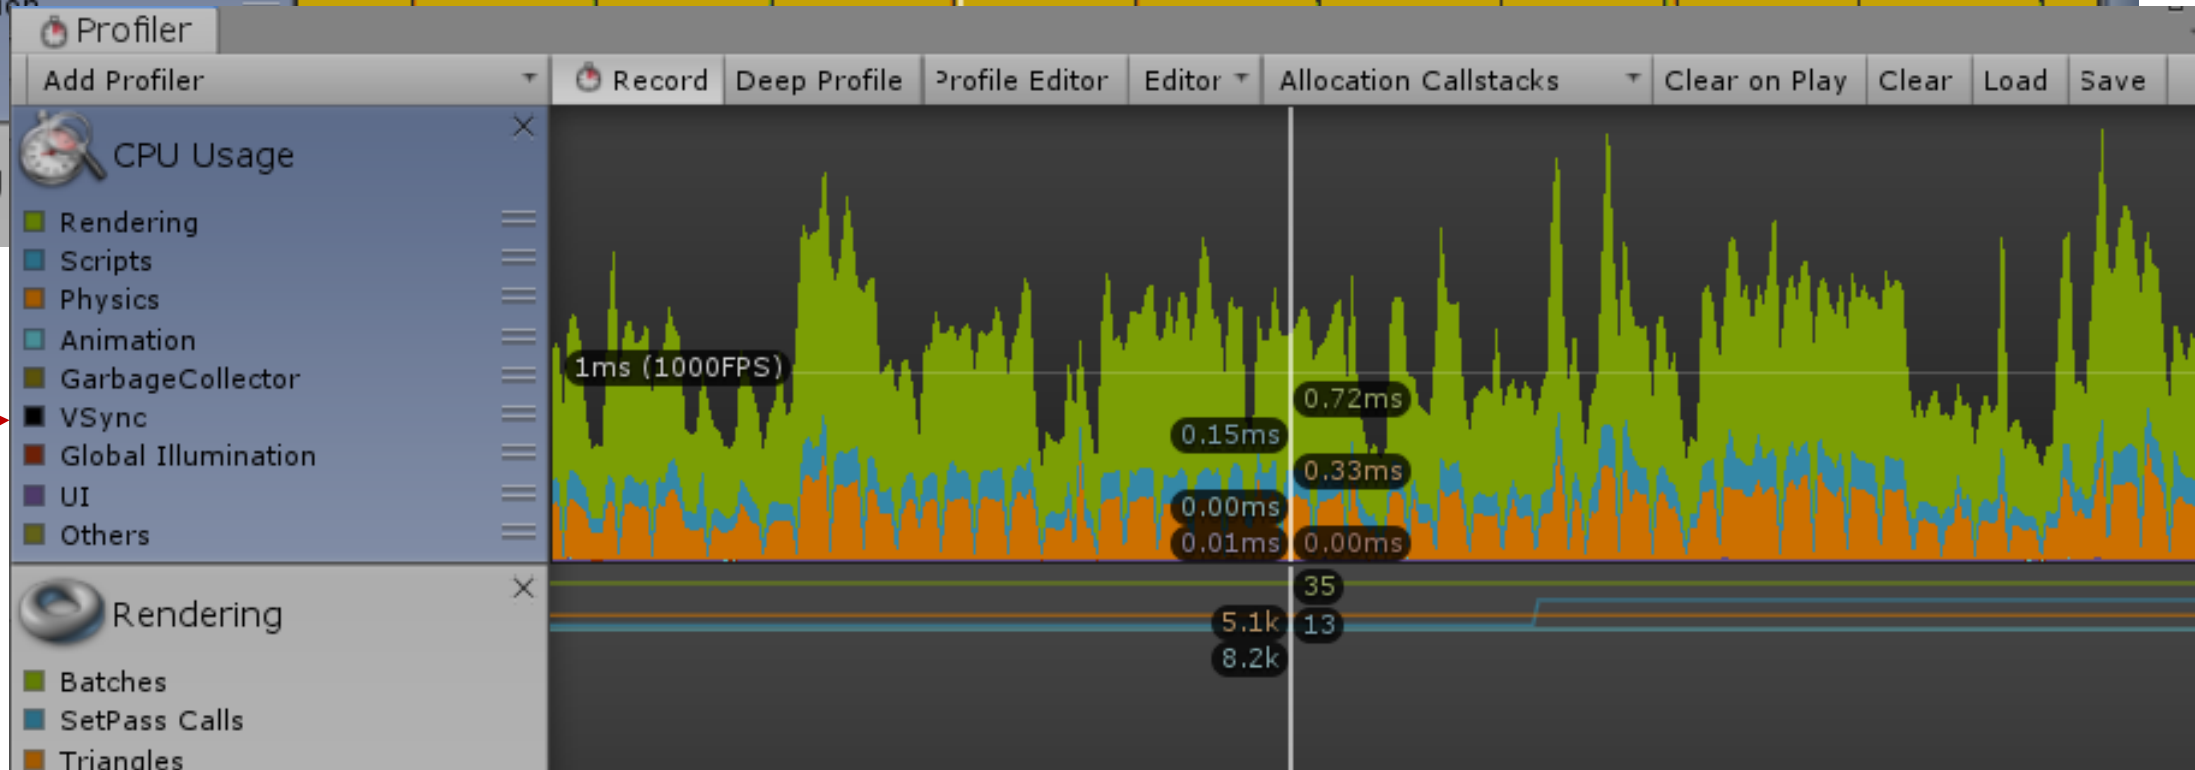 Profiler
Add Profiler Record Deep Profile Profile Editor Editor Allocation Callstacks Clear on Play Clear Load Save
CPU Usage
Rendering
Scripts
Physics
Animation
GarbageCollector
VSync
Global Illumination
UI
Others
1ms (1000FPS)
0.72ms
0.15ms
0.33ms
0.00ms
0.01ms 0.00ms
Rendering
Batches
SetPass Calls
Triangles
35
5.1k 13
8.2k